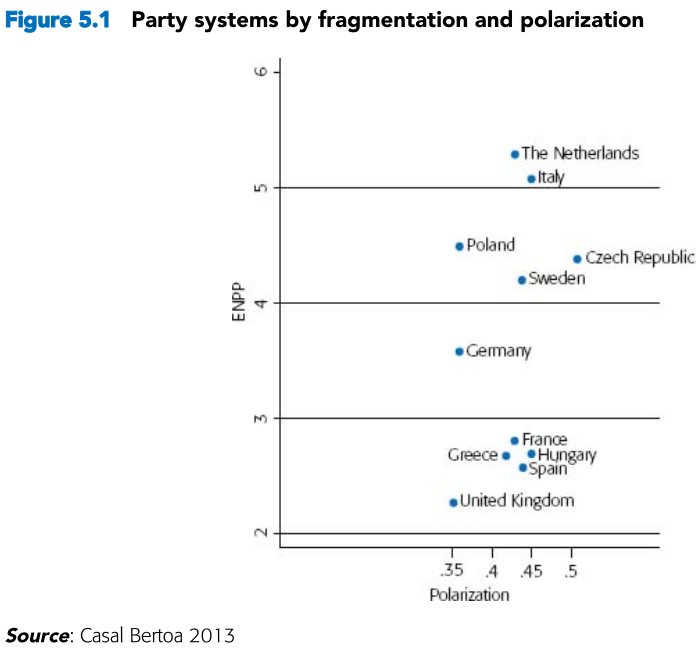 Figure 5.1 Party systems by fragmentation and polarization
6
The Netherlands
Italy
5
Poland
Czech Republic
Sweden
ENPP
4
Germany
3
France
Greece
Hungary
Spain
United Kingdom
2
.35 .4 .45 .5
Polarization
Source: Casal Bertoa 2013